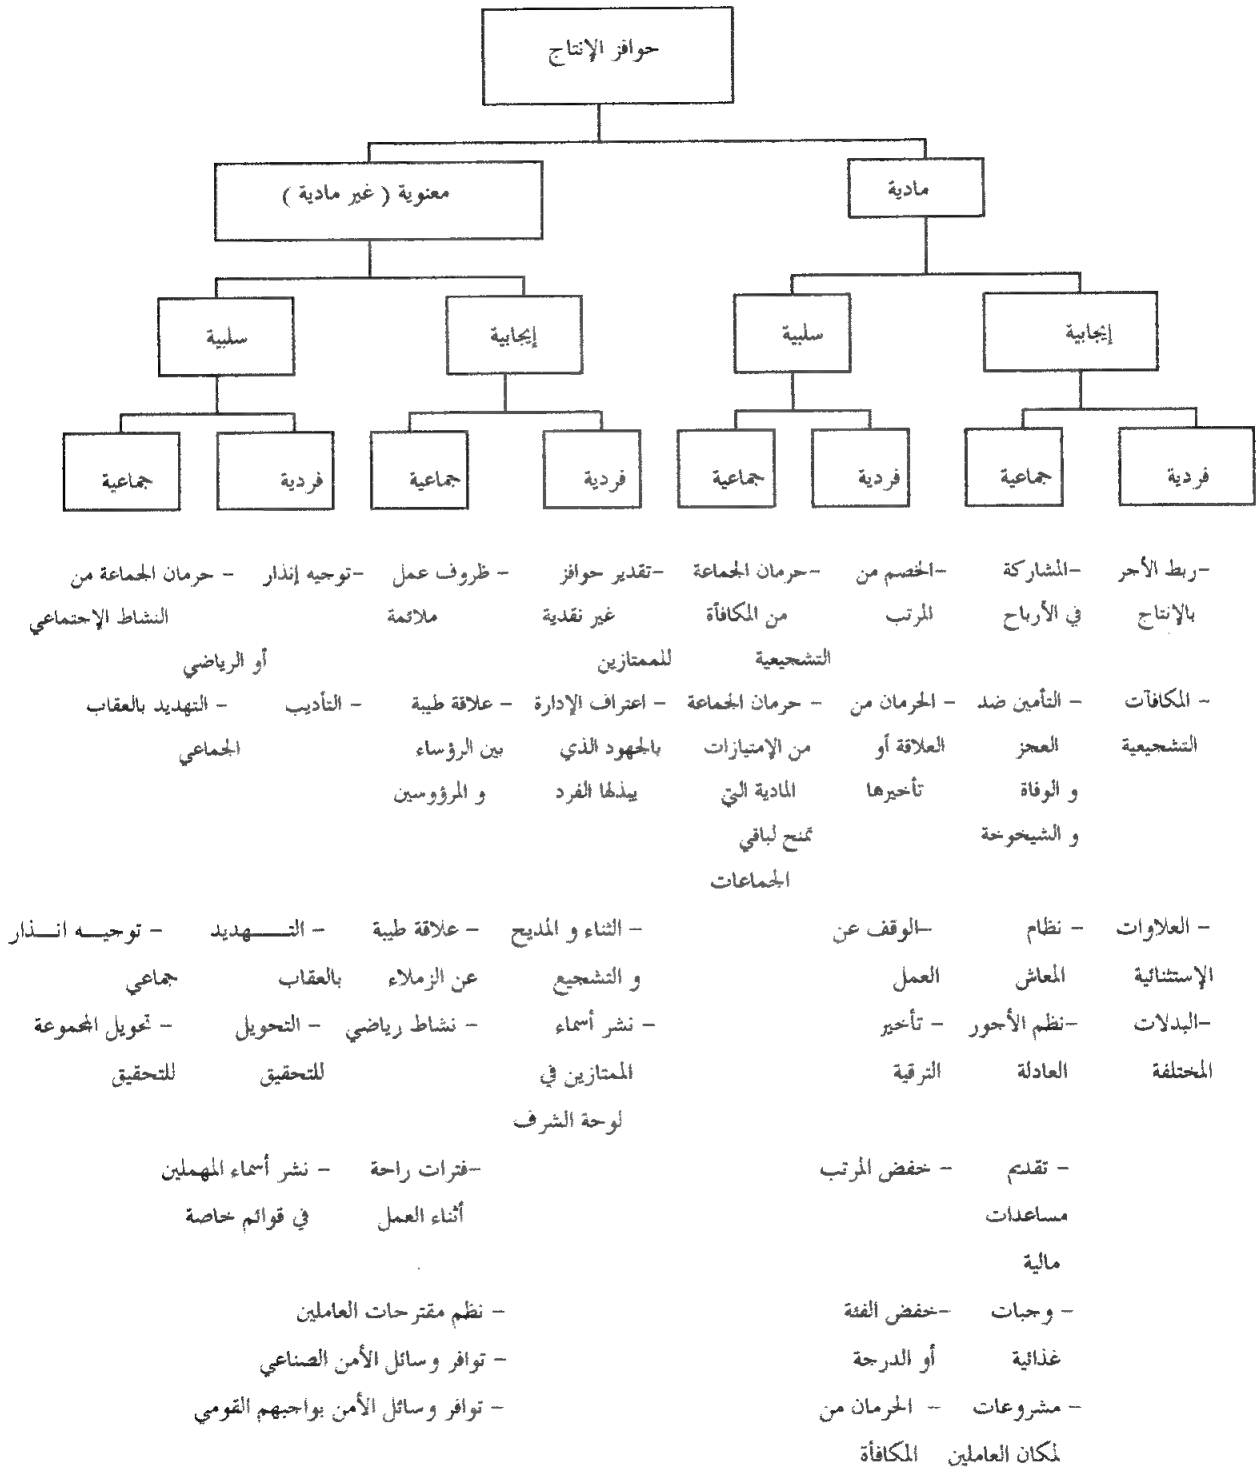 حوافز الإنتاج
مادية
معنوية ( غير مادية )
إيجابية
سلبية
إيجابية
سلبية
فردية
جماعية
فردية
جماعية
فردية
جماعية
فردية
جماعية
–ربط الأجر –المشاركة –الخصم من –حرمان الجماعة –تقدير حوافز – ظروف عمل –توجيه إنذار – حرمان الجماعة من
بالإنتاج في الأرباح المرتب من المكافأة غير نقدية ملائمة النشاط الإجتماعي
التشجيعية للممتازين أو الرياضي
– المكافآت – التأمين ضد – الحرمان من – حرمان الجماعة – اعتراف الإدارة – علاقة طيبة – التأديب – التهديد بالعقاب
التشجيعية العجز العلاقة أو من الإمتيازات بالجهود الذي بين الرؤساء الجماعي
و الوفاة تأخيرها المادية التي يبذلها الفرد و المرؤوسين
و الشيخوخة تمنح لباقي
الجماعات
– العلاوات – نظام –الوقف عن – الثناء و المديح – علاقة طيبة – التـــهديد – توجيـــه انـــذار
الإستثنائية المعاش العمل و التشجيع عن الزملاء بالعقاب جماعي
–البدلات –نظم الأجور – تأخير – نشر أسماء – نشاط رياضي – التحويل – تحويل المجموعة
المختلفة العادلة الترقية الممتازين في للتحقيق للتحقيق
لوحة الشرف
– تقديم – خفض المرتب –فترات راحة – نشر أسماء المهملين
مساعدات أثناء العمل في قوائم خاصة
مالية
– وجبات –خفض الفئة – نظم مقترحات العاملين
غذائية أو الدرجة – توافر وسائل الأمن الصناعي
– مشروعات – الحرمان من – توافر وسائل الأمن بواجبهم القومي
لمكان العاملين المكافأة